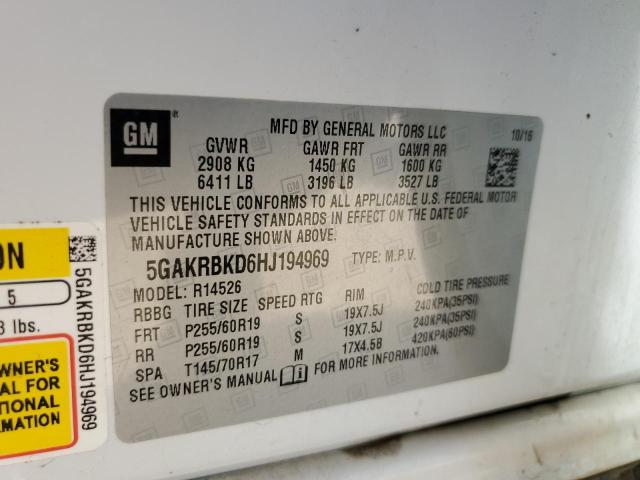 GM
®
MFD BY GENERAL MOTORS LLC 10/16
GVWR GAWR FRT GAWR RR
2908 KG 1450 KG 1600 KG
6411 LB 3196 LB 3527 LB
THIS VEHICLE CONFORMS TO ALL APPLICABLE U.S. FEDERAL MOTOR
VEHICLE SAFETY STANDARDS IN EFFECT ON THE DATE OF
MANUFACTURE SHOWN ABOVE.
5GAKRBKD6HJ194969 TYPE: M.P.V.
MODEL: R14526
RBBG TIRE SIZE SPEED RTG RIM COLD TIRE PRESSURE
FRT P255/60R19 S 19X7.5J 240KPA(35PSI)
RR P255/60R19 S 19X7.5J 240KPA(35PSI)
SPA T145/70R17 M 17X4.5B 420KPA(60PSI)
SEE OWNER'S MANUAL FOR MORE INFORMATION.
ON
5
lbs.
OWNER'S
AL FOR
TIONAL
RMATION
5GAKRBKD6HJ194969